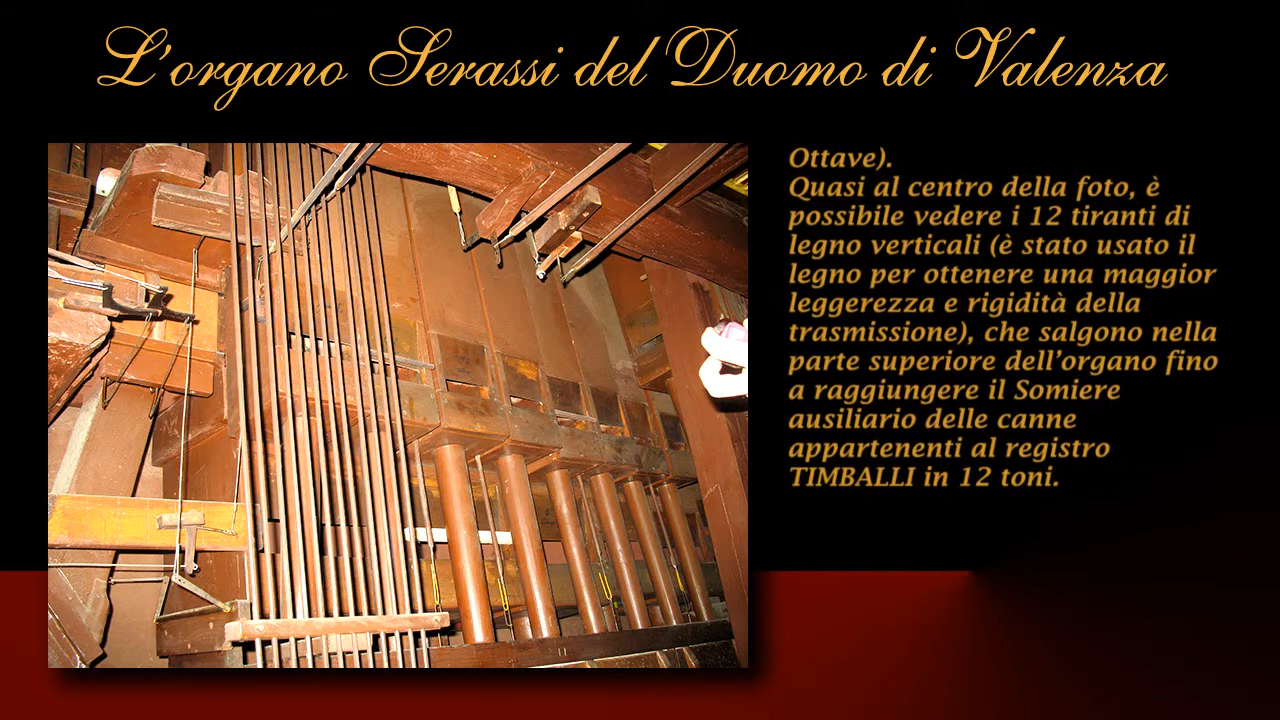 L'organo Serassi del Duomo di Valenza
Ottave).
Quasi al centro della foto, è
possibile vedere i 12 tiranti di
legno verticali (è stato usato il
legno per ottenere una maggior
leggerezza e rigidità della
trasmissione), che salgono nella
parte superiore dell’organo fino
a raggiungere il Somiere
ausiliario delle canne
appartenenti al registro
TIMBALLI in 12 toni.